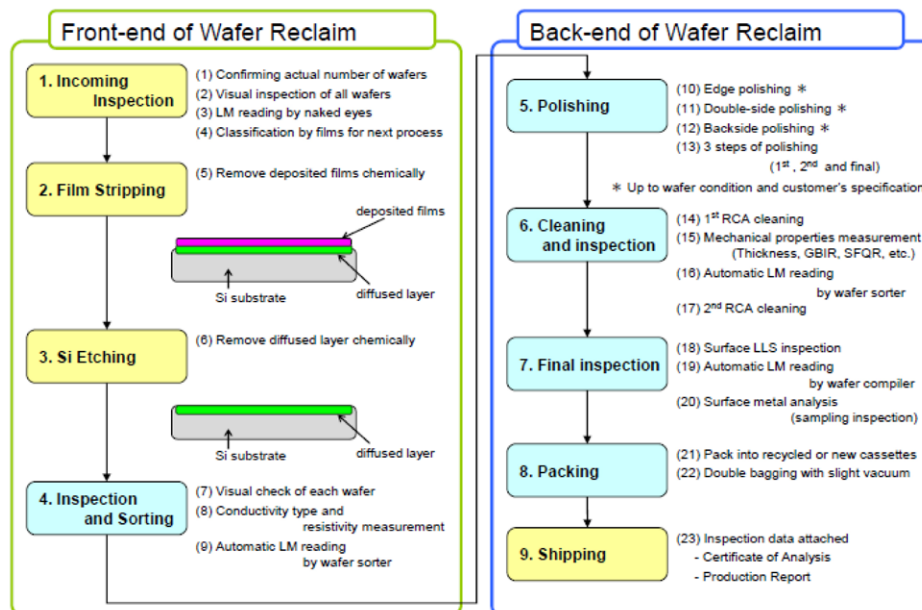 Front-end of Wafer Reclaim
1. Incoming
Inspection
(1) Confirming actual number of wafers
(2) Visual inspection of all wafers
(3) LM reading by naked eyes
(4) Classification by films for next process
2. Film Stripping
(5) Remove deposited films chemically
deposited films
Si substrate
diffused layer
3. Si Etching
(6) Remove diffused layer chemically
Si substrate
diffused layer
4. Inspection
and Sorting
(7) Visual check of each wafer
(8) Conductivity type and
resistivity measurement
(9) Automatic LM reading
by wafer sorter
Back-end of Wafer Reclaim
5. Polishing
(10) Edge polishing *
(11) Double-side polishing *
(12) Backside polishing *
(13) 3 steps of polishing
(1st, 2nd and final)
* Up to wafer condition and customer's specification
6. Cleaning
and inspection
(14) 1st RCA cleaning
(15) Mechanical properties measurement
(Thickness, GBIR, SFQR, etc.)
(16) Automatic LM reading
by wafer sorter
(17) 2nd RCA cleaning
7. Final inspection
(18) Surface LLS inspection
(19) Automatic LM reading
by wafer compiler
(20) Surface metal analysis
(sampling inspection)
8. Packing
(21) Pack into recycled or new cassettes
(22) Double bagging with slight vacuum
9. Shipping
(23) Inspection data attached
- Certificate of Analysis
- Production Report